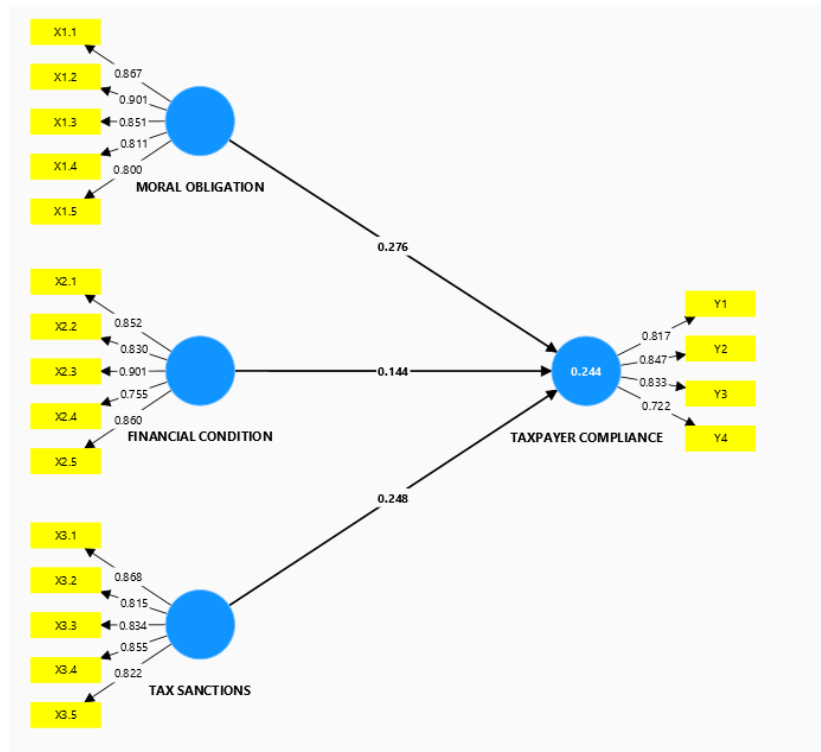 X1.1
0.867
X1.2
0.901
X1.3
0.851
0.811
X1.4
0.800
X1.5
MORAL OBLIGATION
0.276
X2.1
0.852
X2.2
0.830
X2.3
0.901
0.755
X2.4
0.860
X2.5
FINANCIAL CONDITION
0.144
0.244
TAXPAYER COMPLIANCE
Y1
0.817
Y2
0.847
0.833
Y3
0.722
Y4
0.248
X3.1
0.868
X3.2
0.815
X3.3
0.834
0.855
X3.4
0.822
X3.5
TAX SANCTIONS